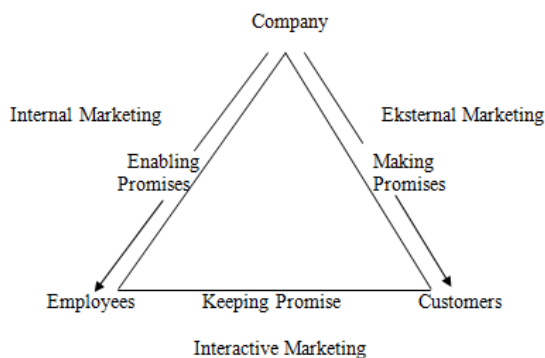 Company
Internal Marketing
Eksternal Marketing
Enabling
Promises
Making
Promises
Employees
Keeping Promise
Customers
Interactive Marketing